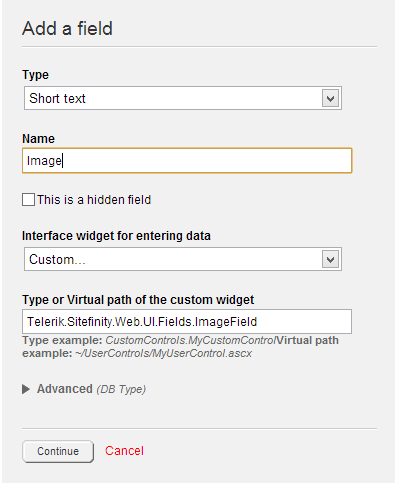 Add a field
Type
Short text
Name
Image
This is a hidden field
Interface widget for entering data
Custom...
Type or Virtual path of the custom widget
Telerik.Sitefinity.Web.UI.Fields.ImageField
Type example: CustomControls.MyCustomControlVirtual path
example: ~/UserControls/MyUserControl.ascx
Advanced (DB Type)
Continue Cancel